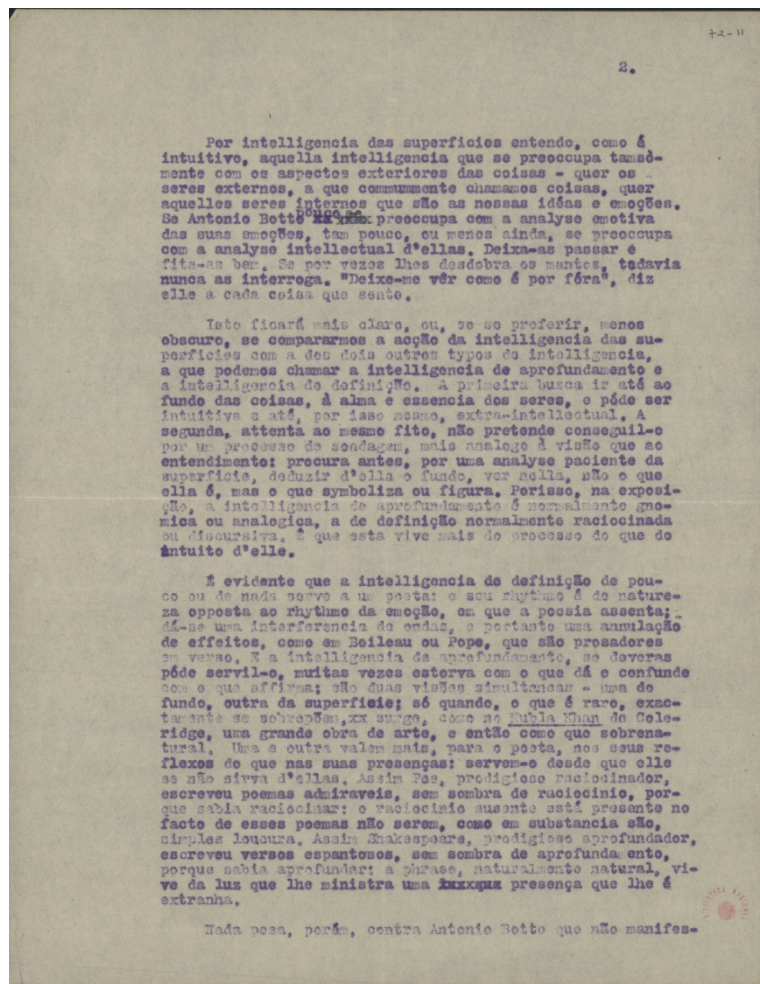 72-11
2.
Por intelligencia das superficies entendo, como é
intuitivo, aquella intelligencia que se preoccupa tamsò-
mente com os aspectos exteriores das coisas - quer os
seres externos, a que commummente chamamos coisas, quer
aquelles seres internos que são as nossas idéas e emoções.
Se Antonio Botto pouco se preoccupa com a analyse emotiva
das suas emoções, tam pouco, ou menos ainda, se preoccupa
com a analyse intellectual d'ellas. Deixa-as passar e
fita-as bem. Se por vezes lhes desdobra os mantos, todavia
nunca as interroga. "Deixe-me vêr como é por fóra", diz
elle a cada coisa que sente.
Isto ficará mais claro, ou, se se preferir, menos
obscuro, se compararmos a acção da intelligencia das su-
perficies com a dos dois outros typos de intelligencia,
a que podemos chamar a intelligencia de aprofundamento e
a intelligencia de definição. A primeira busca ir até ao
fundo das coisas, á alma e essencia dos seres, e póde ser
intuitiva e até, por isso mesmo, extra-intellectual. A
segunda, attenta ao mesmo fito, não pretende conseguil-o
por um processo de sondagem, mais analogo à visão que ao
entendimento: procura antes, por uma analyse paciente da
superficie, deduzir d'ella o fundo, ver nella, não o que
ella é, mas o que symboliza ou figura. Porisso, na exposi-
ção, a intelligencia de aprofundamento é normalmente gno-
mica ou analogica, a de definição normalmente raciocinada
ou discursiva. É que esta vive mais do processo do que do
intuito d'elle.
É evidente que a intelligencia de definição de pou-
co ou de nada serve a um poeta: o seu rhythmo é de nature-
za opposta ao rhythmo da emoção, em que a poesia assenta;
dá-se uma interferencia de ondas, e portanto uma annulação
de effeitos, como em Boileau ou Pope, que são prosadores
em verso. E a intelligencia de aprofundamento, se deveras
póde servil-o, muitas vezes estorva com o que dá e confunde
com o que affirma; são duas visões simultaneas - uma do
fundo, outra da superficie; só quando, o que é raro, exac-
tamente se sobrepõem,xx surge, como no Kubla Khan de Cole-
ridge, uma grande obra de arte, e então como que sobrena-
tural. Uma e outra valem mais, para o poeta, nos seus re-
flexos do que nas suas presenças: servem-o desde que elle
se não sirva d'ellas. Assim Poe, prodigioso raciocinador,
escreveu poemas admiraveis, sem sombra de raciocinio, por-
que sabia raciocinar: o raciocinio ausente está presente no
facto de esses poemas não serem, como em substancia são,
simples loucura. Assim Shakespeare, prodigioso aprofundador,
escreveu versos espantosos, sem sombra de aprofundamento,
porque sabia aprofundar: a phrase, naturalmente natural, vi-
ve da luz que lhe ministra uma presença que lhe é
extranha.
Nada pesa, porém, contra Antonio Botto que não manifes-